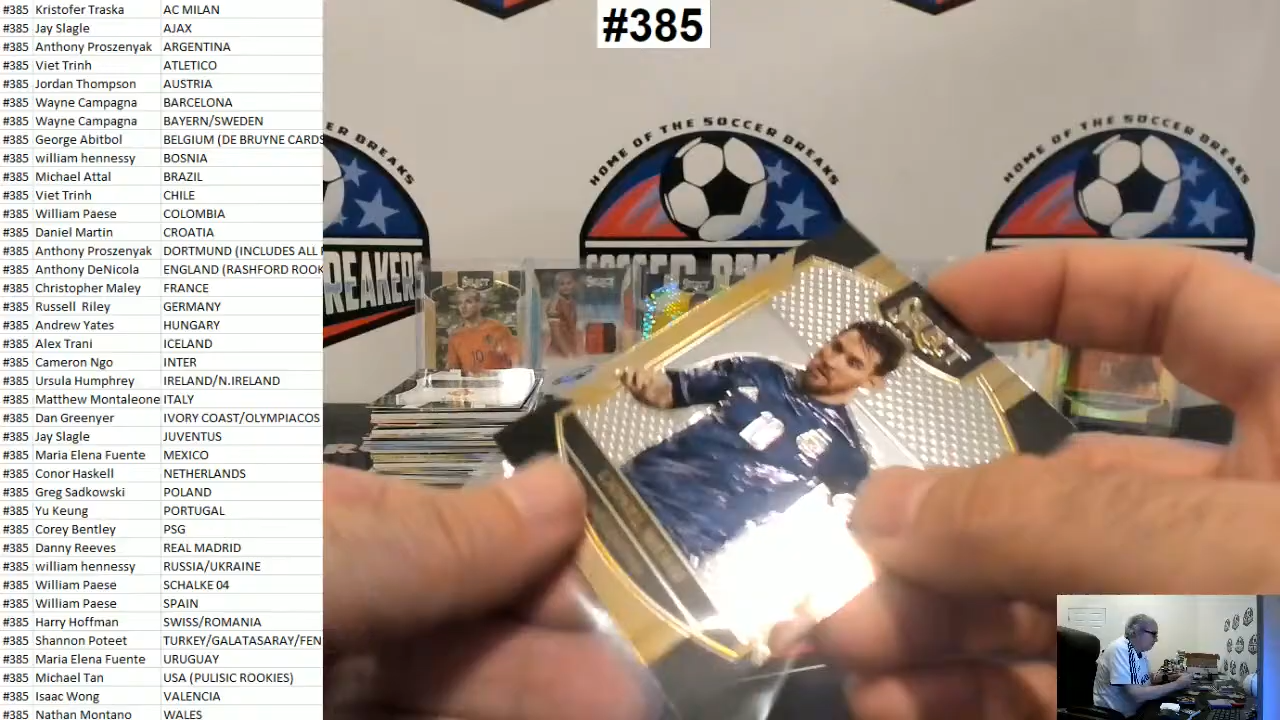 #385 Kristofer Traska AC MILAN
#385 Jay Slagle AJAX
#385 Anthony Proszenyak ARGENTINA
#385 Viet Trinh ATLETICO
#385 Jordan Thompson AUSTRIA
#385 Wayne Campagna BARCELONA
#385 Wayne Campagna BAYERN/SWEDEN
#385 George Abitbol BELGIUM (DE BRUYNE CARDS
#385 william hennessy BOSNIA
#385 Michael Attal BRAZIL
#385 Viet Trinh CHILE
#385 William Paese COLOMBIA
#385 Daniel Martin CROATIA
#385 Anthony Proszenyak DORTMUND (INCLUDES ALL
#385 Anthony DeNicola ENGLAND (RASHFORD ROOK
#385 Christopher Maley FRANCE
#385 Russell Riley GERMANY
#385 Andrew Yates HUNGARY
#385 Alex Trani ICELAND
#385 Cameron Ngo INTER
#385 Ursula Humphrey IRELAND/N.IRELAND
#385 Matthew Montaleone ITALY
#385 Dan Greenyer IVORY COAST/OLYMPIACOS
#385 Jay Slagle JUVENTUS
#385 Maria Elena Fuente MEXICO
#385 Conor Haskell NETHERLANDS
#385 Greg Sadkowski POLAND
#385 Yu Keung PORTUGAL
#385 Corey Bentley PSG
#385 Danny Reeves REAL MADRID
#385 william hennessy RUSSIA/UKRAINE
#385 William Paese SCHALKE 04
#385 William Paese SPAIN
#385 Harry Hoffman SWISS/ROMANIA
#385 Shannon Poteet TURKEY/GALATASARAY/FEN
#385 Maria Elena Fuente URUGUAY
#385 Michael Tan USA (PULISIC ROOKIES)
#385 Isaac Wong VALENCIA
#385 Nathan Montano WALES
#385
ER BREAKS
REAKERS
HOME OF THE SOCCER BREAKS
HOME OF THE SOCCER BREAKS
SELECT
SELECT
SELECT
10